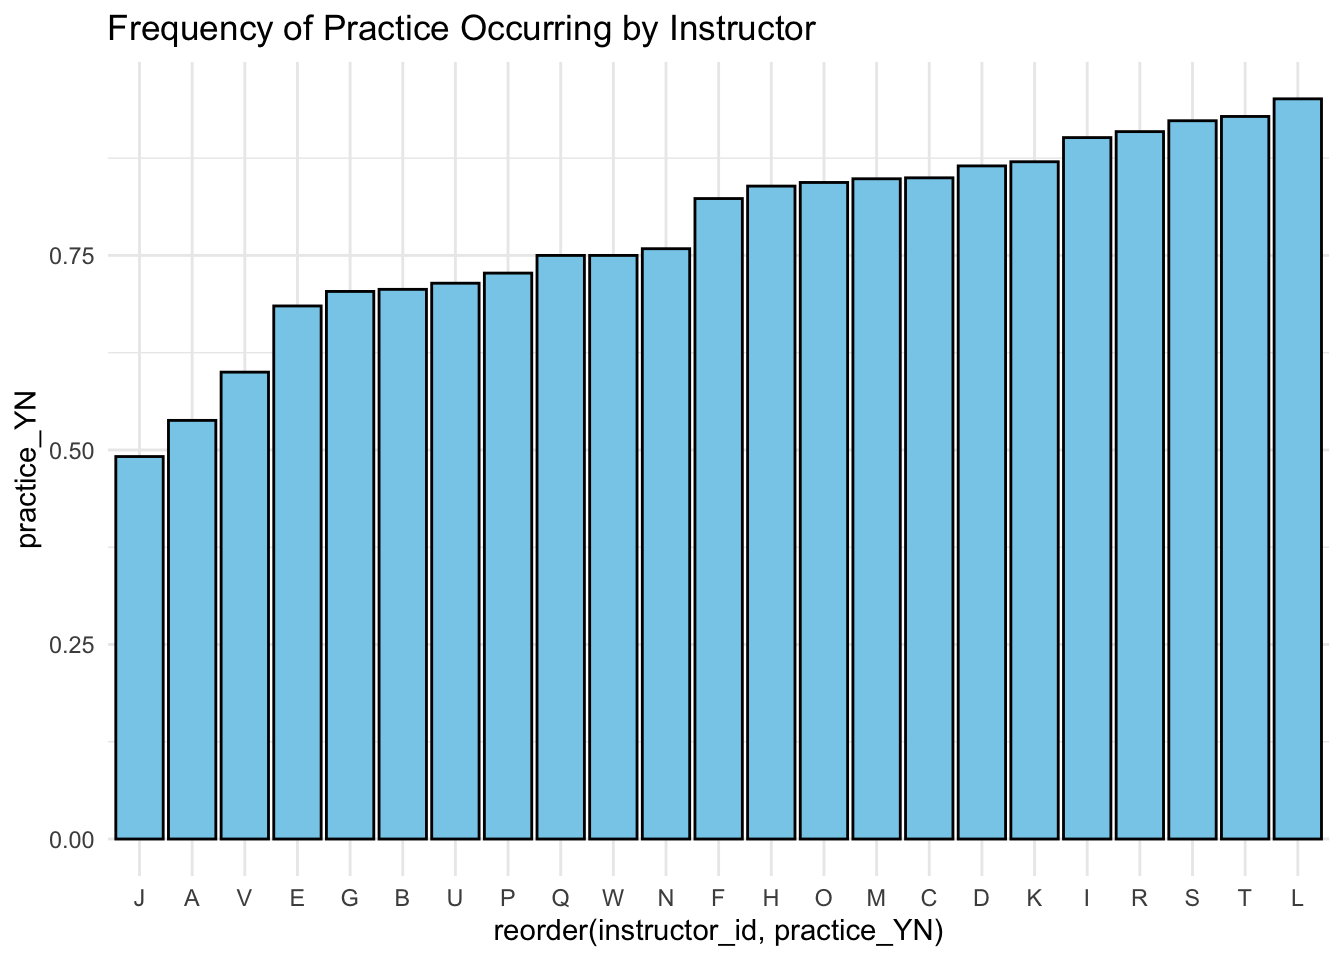 Frequency of Practice Occurring by Instructor
practice_YN
0.75
0.50
0.25
0.00
J A V E G B U P Q W N F H O M C D K I R S T L
reorder(instructor_id, practice_YN)